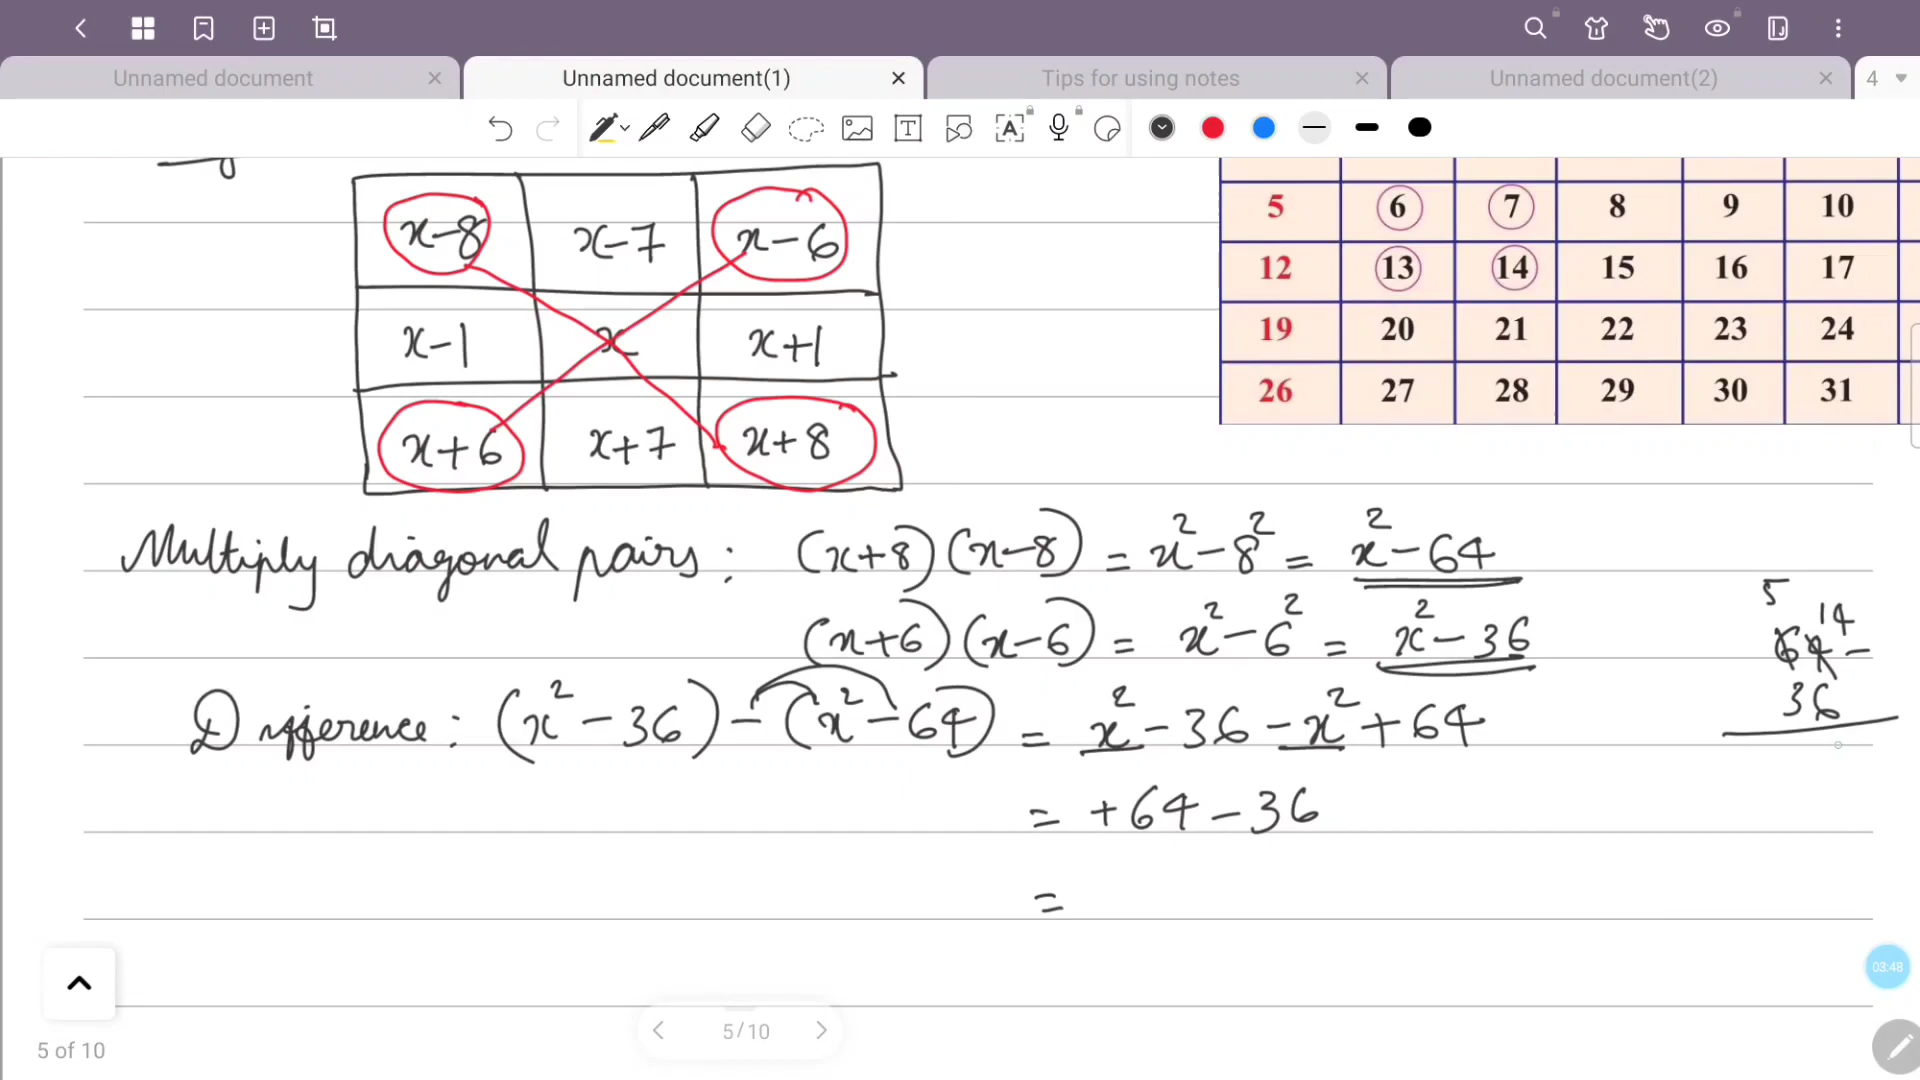 Unnamed document
Unnamed document(1)
Tips for using notes
Unnamed document(2)
4
x-8 x-7 x-6
x-1 x x+1
x+6 x+7 x+8
5 6 7 8 9 10
12 13 14 15 16 17
19 20 21 22 23 24
26 27 28 29 30 31
Multiply diagonal pairs : (x+8)(x-8) = x²-8² = x²-64
(x+6)(x-6) = x²-6² = x²-36
Difference : (x²-36) - (x²-64) = x²-36-x²+64
= +64-36
=
5 14
64 -
36
03:48
5/10
5 of 10